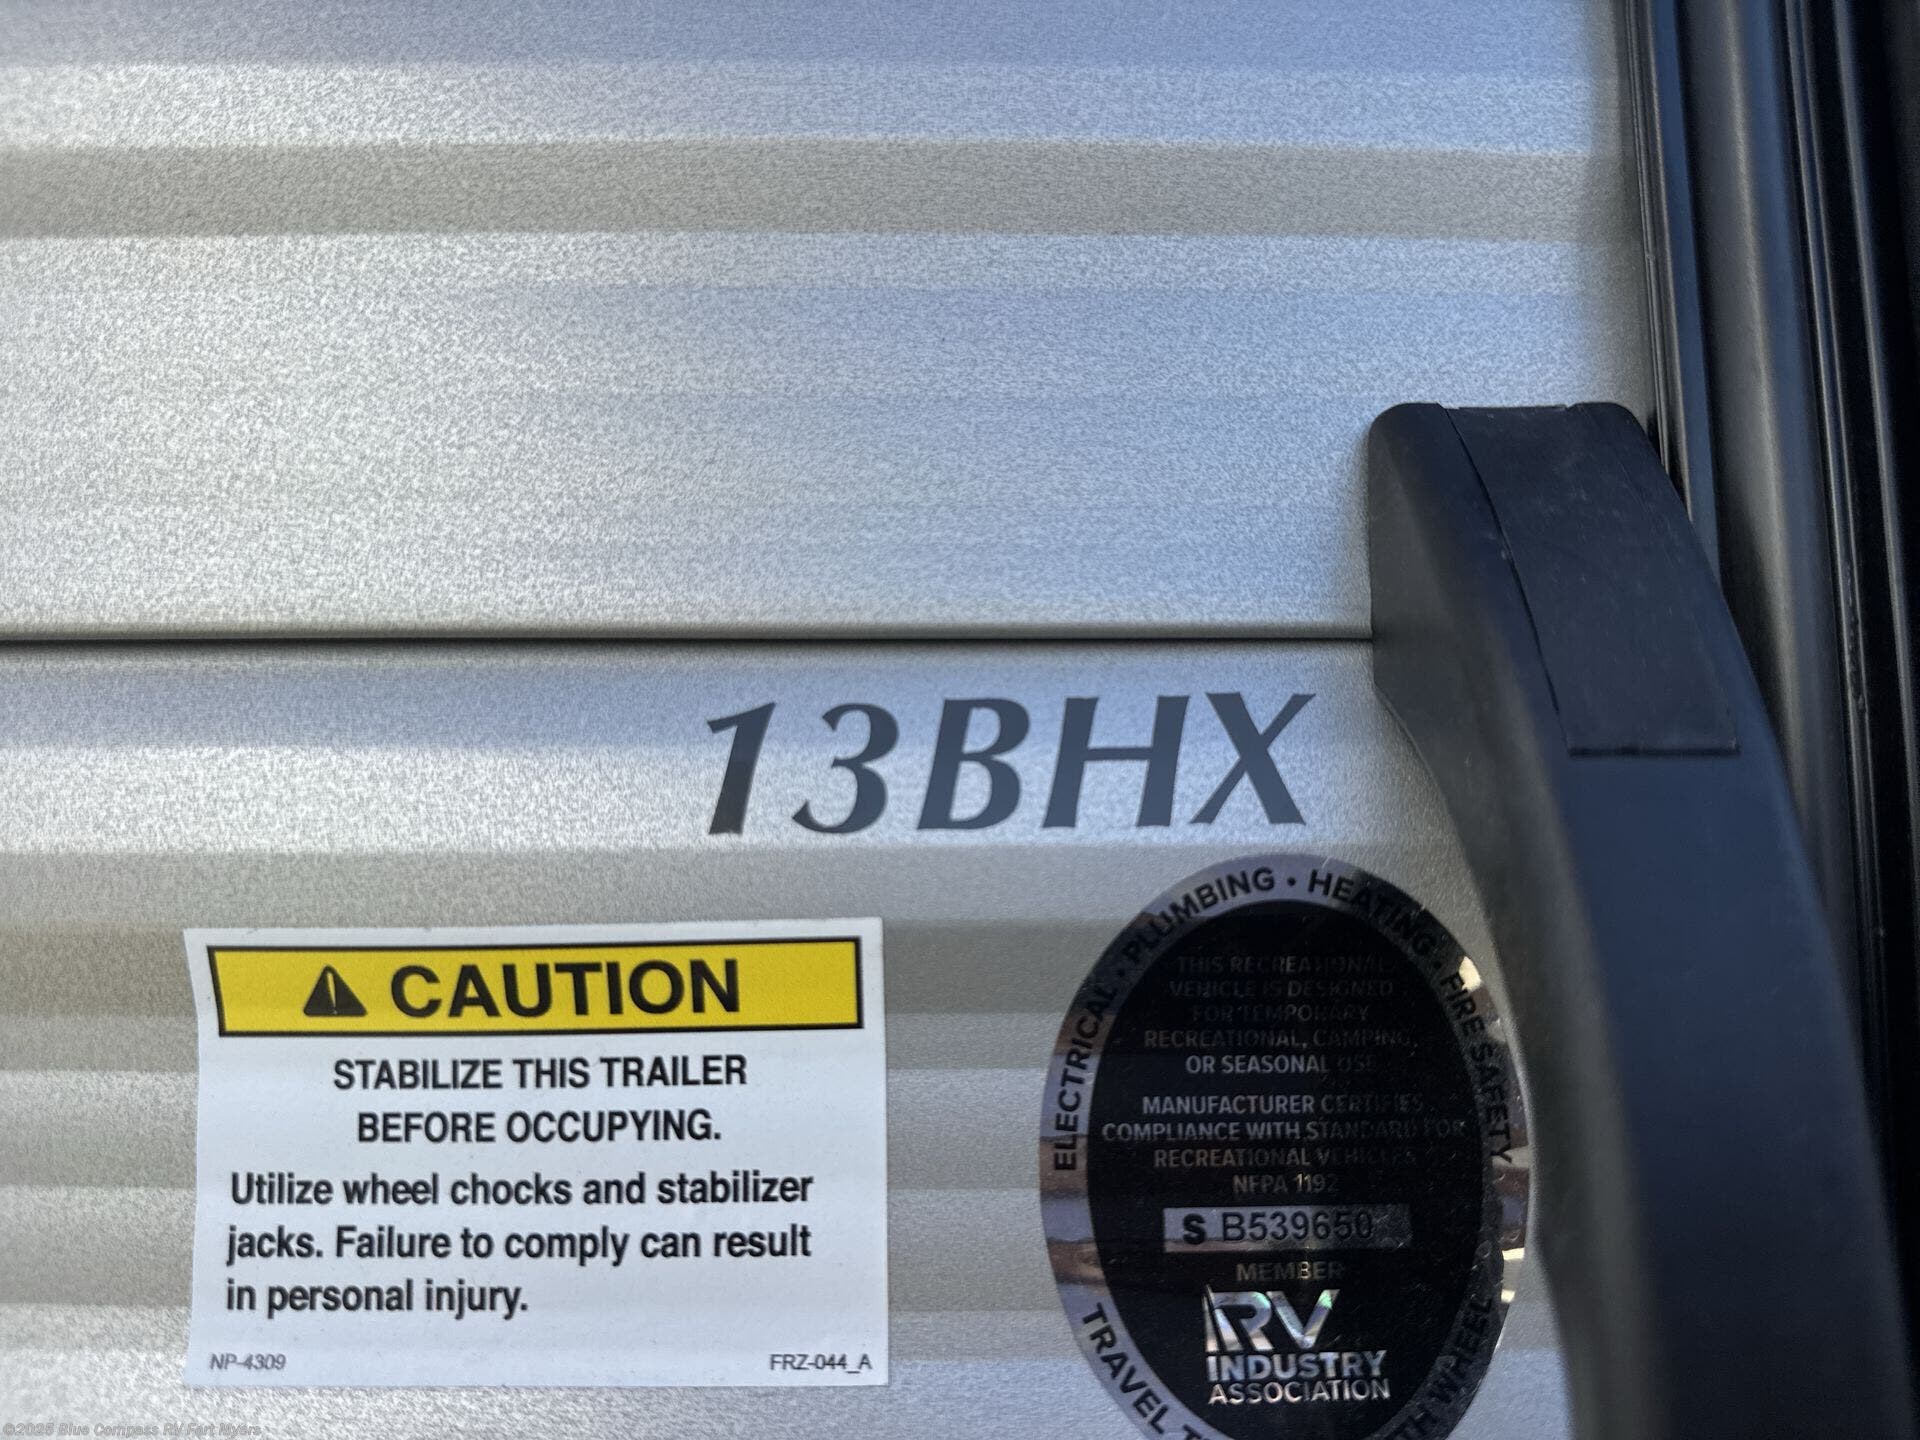 13BHX
CAUTION
STABILIZE THIS TRAILER
BEFORE OCCUPYING.
Utilize wheel chocks and stabilizer
jacks. Failure to comply can result
in personal injury.
NP-4309
FRZ-044_A
ELECTRICAL • PLUMBING • HEATING • FIRE SAFETY
THIS RECREATIONAL
VEHICLE IS DESIGNED
FOR TEMPORARY
RECREATIONAL, CAMPING,
OR SEASONAL USE
MANUFACTURER CERTIFIES
COMPLIANCE WITH STANDARD FOR
RECREATIONAL VEHICLES
NFPA 1192
S B539650
MEMBER
RV
INDUSTRY
ASSOCIATION
TRAVEL
WHEEL
©2025 Blue Compass RV Fort Myers